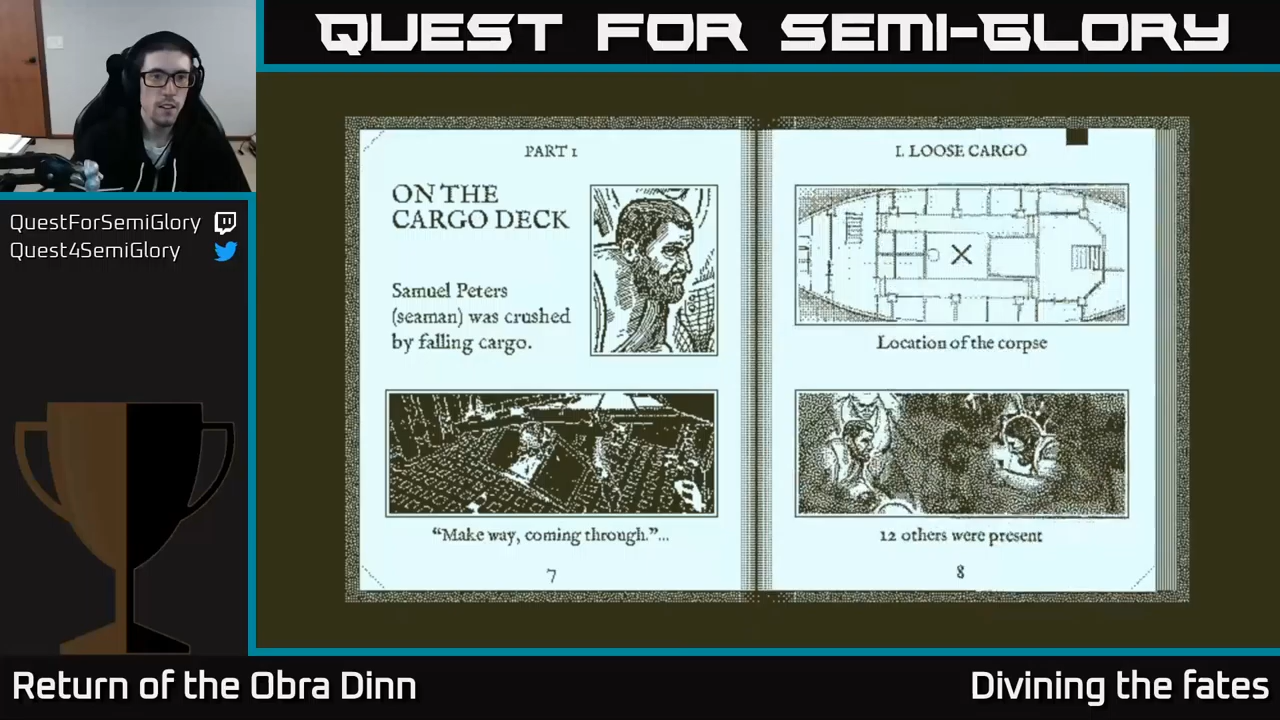 QUEST FOR SEMI-GLORY
QuestForSemiGlory
Quest4SemiGlory
PART 1
ON THE
CARGO DECK
Samuel Peters
(seaman) was crushed
by falling cargo.
“Make way, coming through.”...
7
I. LOOSE CARGO
Location of the corpse
12 others were present
8
Return of the Obra Dinn
Divining the fates